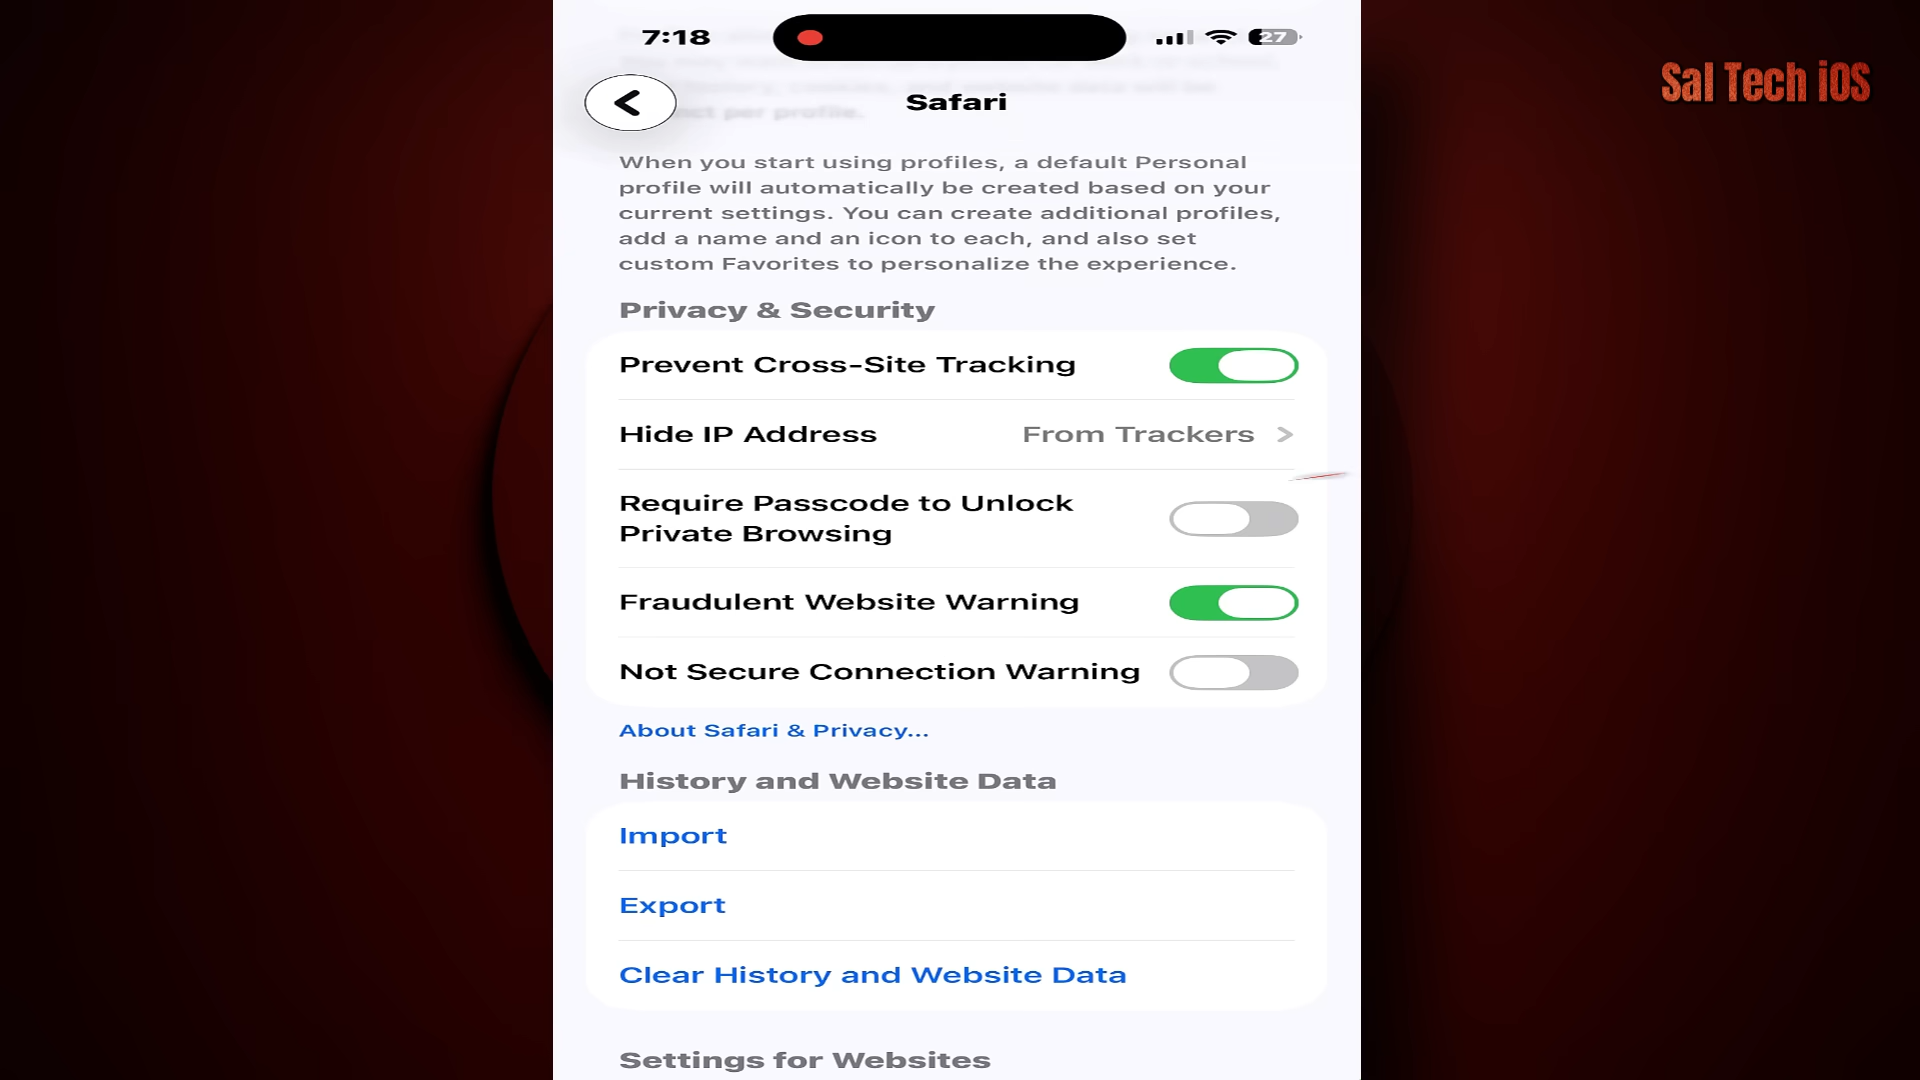 7:18
27
Sal Tech iOS
Safari
per profile.
When you start using profiles, a default Personal
profile will automatically be created based on your
current settings. You can create additional profiles,
add a name and an icon to each, and also set
custom Favorites to personalize the experience.
Privacy & Security
Prevent Cross-Site Tracking
Hide IP Address From Trackers
Require Passcode to Unlock
Private Browsing
Fraudulent Website Warning
Not Secure Connection Warning
About Safari & Privacy...
History and Website Data
Import
Export
Clear History and Website Data
Settings for Websites